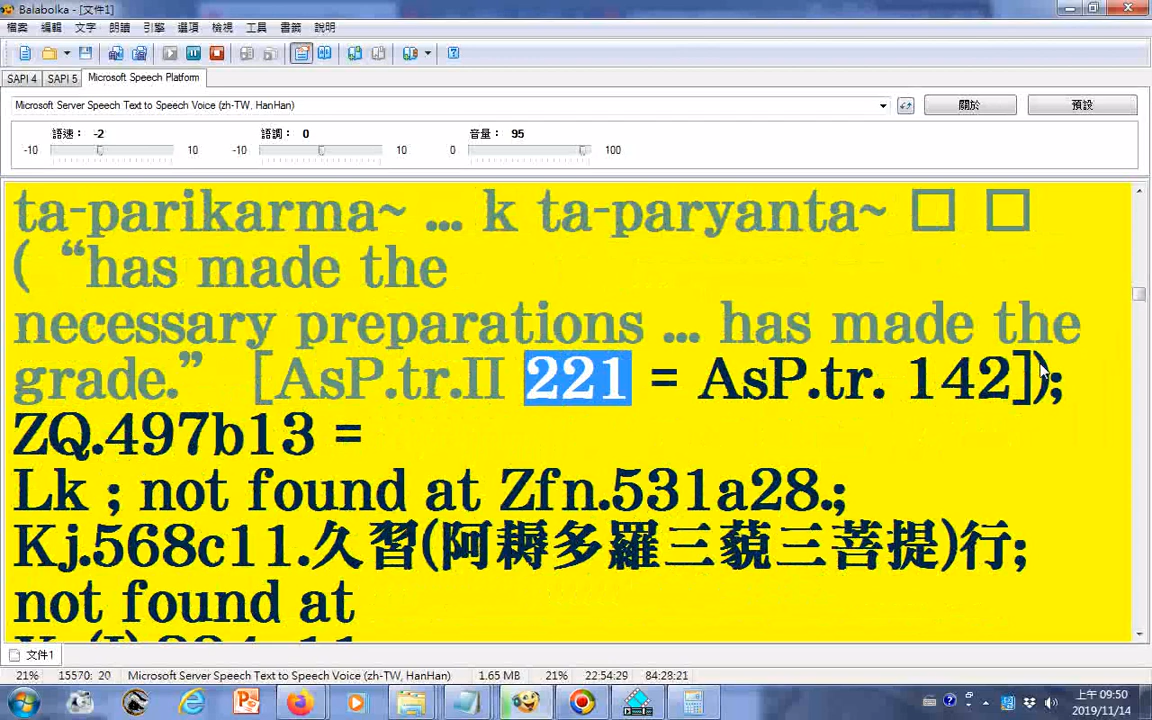 Balabolka - [文件1]
檔案 編輯 文字 朗讀 引擎 選項 檢視 工具 書籤 說明
SAPI 4 SAPI 5 Microsoft Speech Platform
Microsoft Server Speech Text to Speech Voice (zh-TW, HanHan) 關於 預設
語速： -2 語調： 0 音量： 95
-10 10 -10 10 0 100
ta-parikarma~ ... k ta-paryanta~ □ □
( “has made the
necessary preparations ... has made the
grade.” [AsP.tr.II 221 = AsP.tr. 142]);
ZQ.497b13 =
Lk ; not found at Zfn.531a28.;
Kj.568c11.久習(阿耨多羅三藐三菩提)行;
not found at
文件1
21% 15570: 20 Microsoft Server Speech Text to Speech Voice (zh-TW, HanHan) 1.65 MB 21% 22:54:29 84:28:21
上午 09:50
2019/11/14